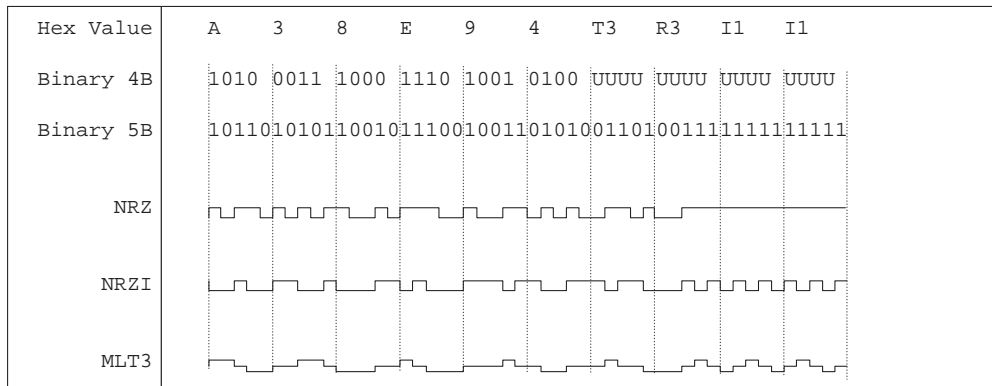 Hex Value A 3 8 E 9 4 T3 R3 I1 I1
Binary 4B 1010 0011 1000 1110 1001 0100 UUUU UUUU UUUU UUUU
Binary 5B 10110101011001011100100110101001101001111111111111
NRZ
NRZI
MLT3